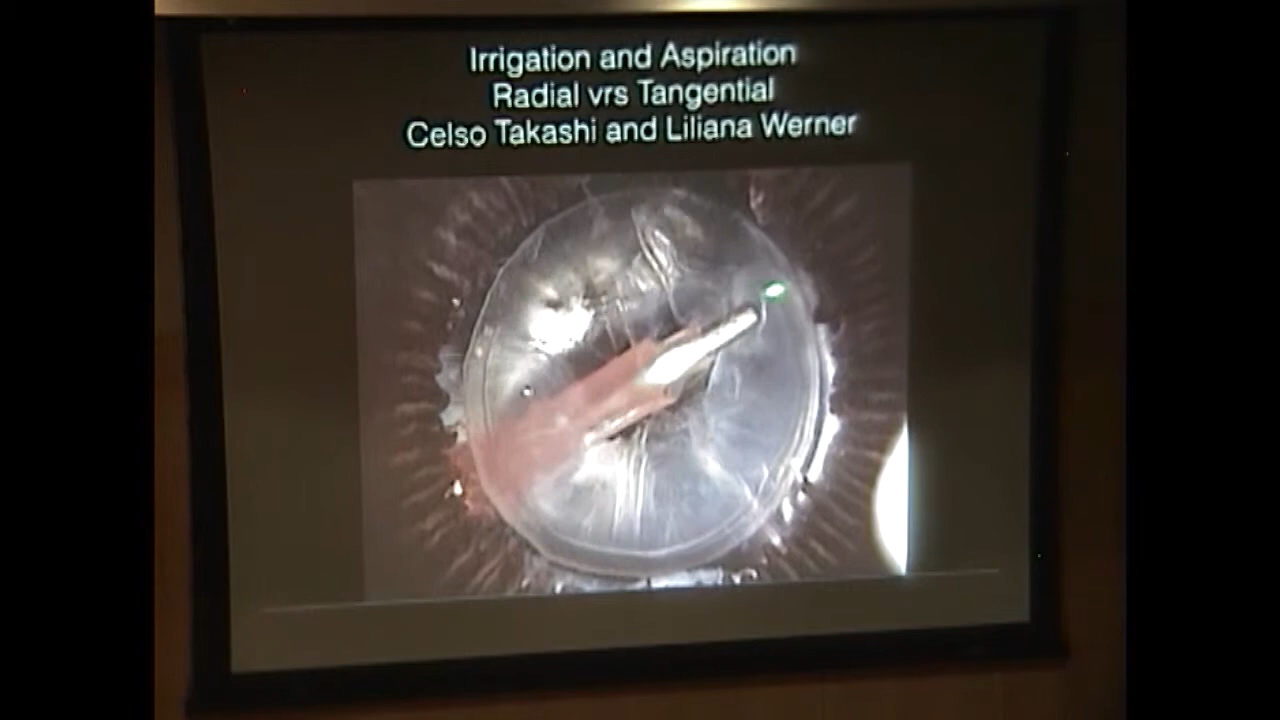 Irrigation and Aspiration
Radial vrs Tangential
Celso Takashi and Liliana Werner